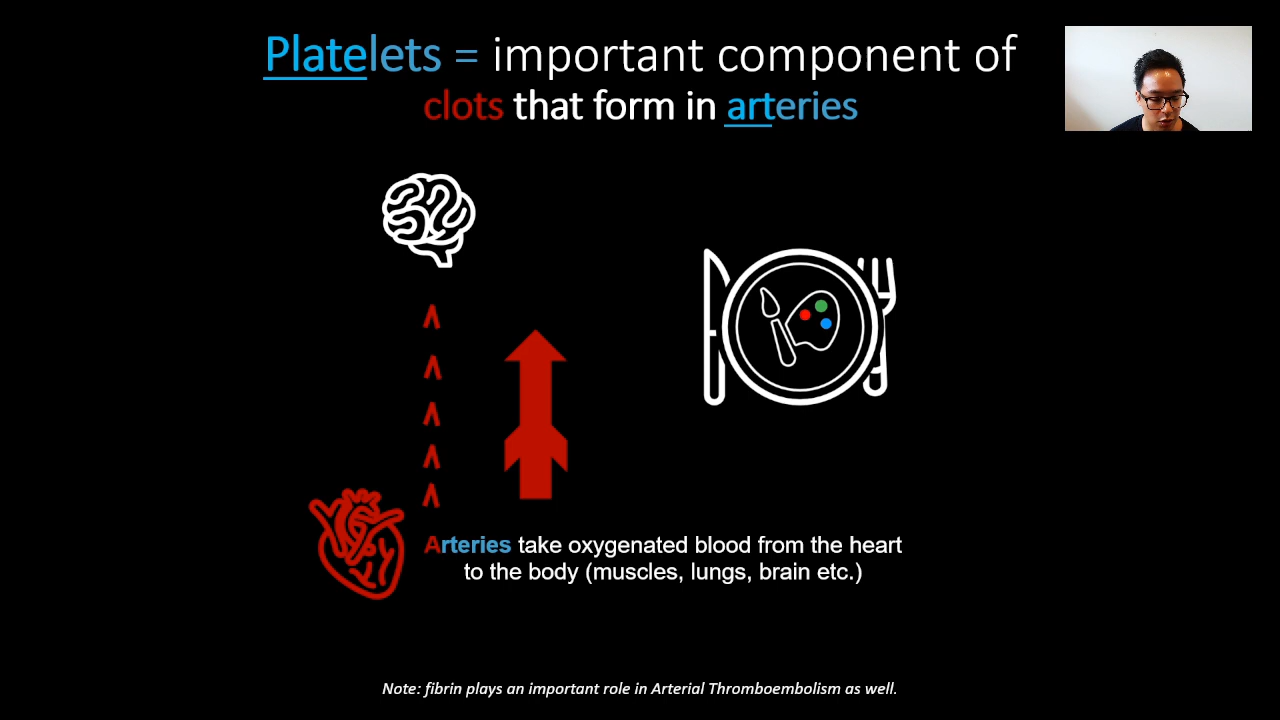 Platelets = important component of
clots that form in arteries
Arteries take oxygenated blood from the heart
to the body (muscles, lungs, brain etc.)
Note: fibrin plays an important role in Arterial Thromboembolism as well.